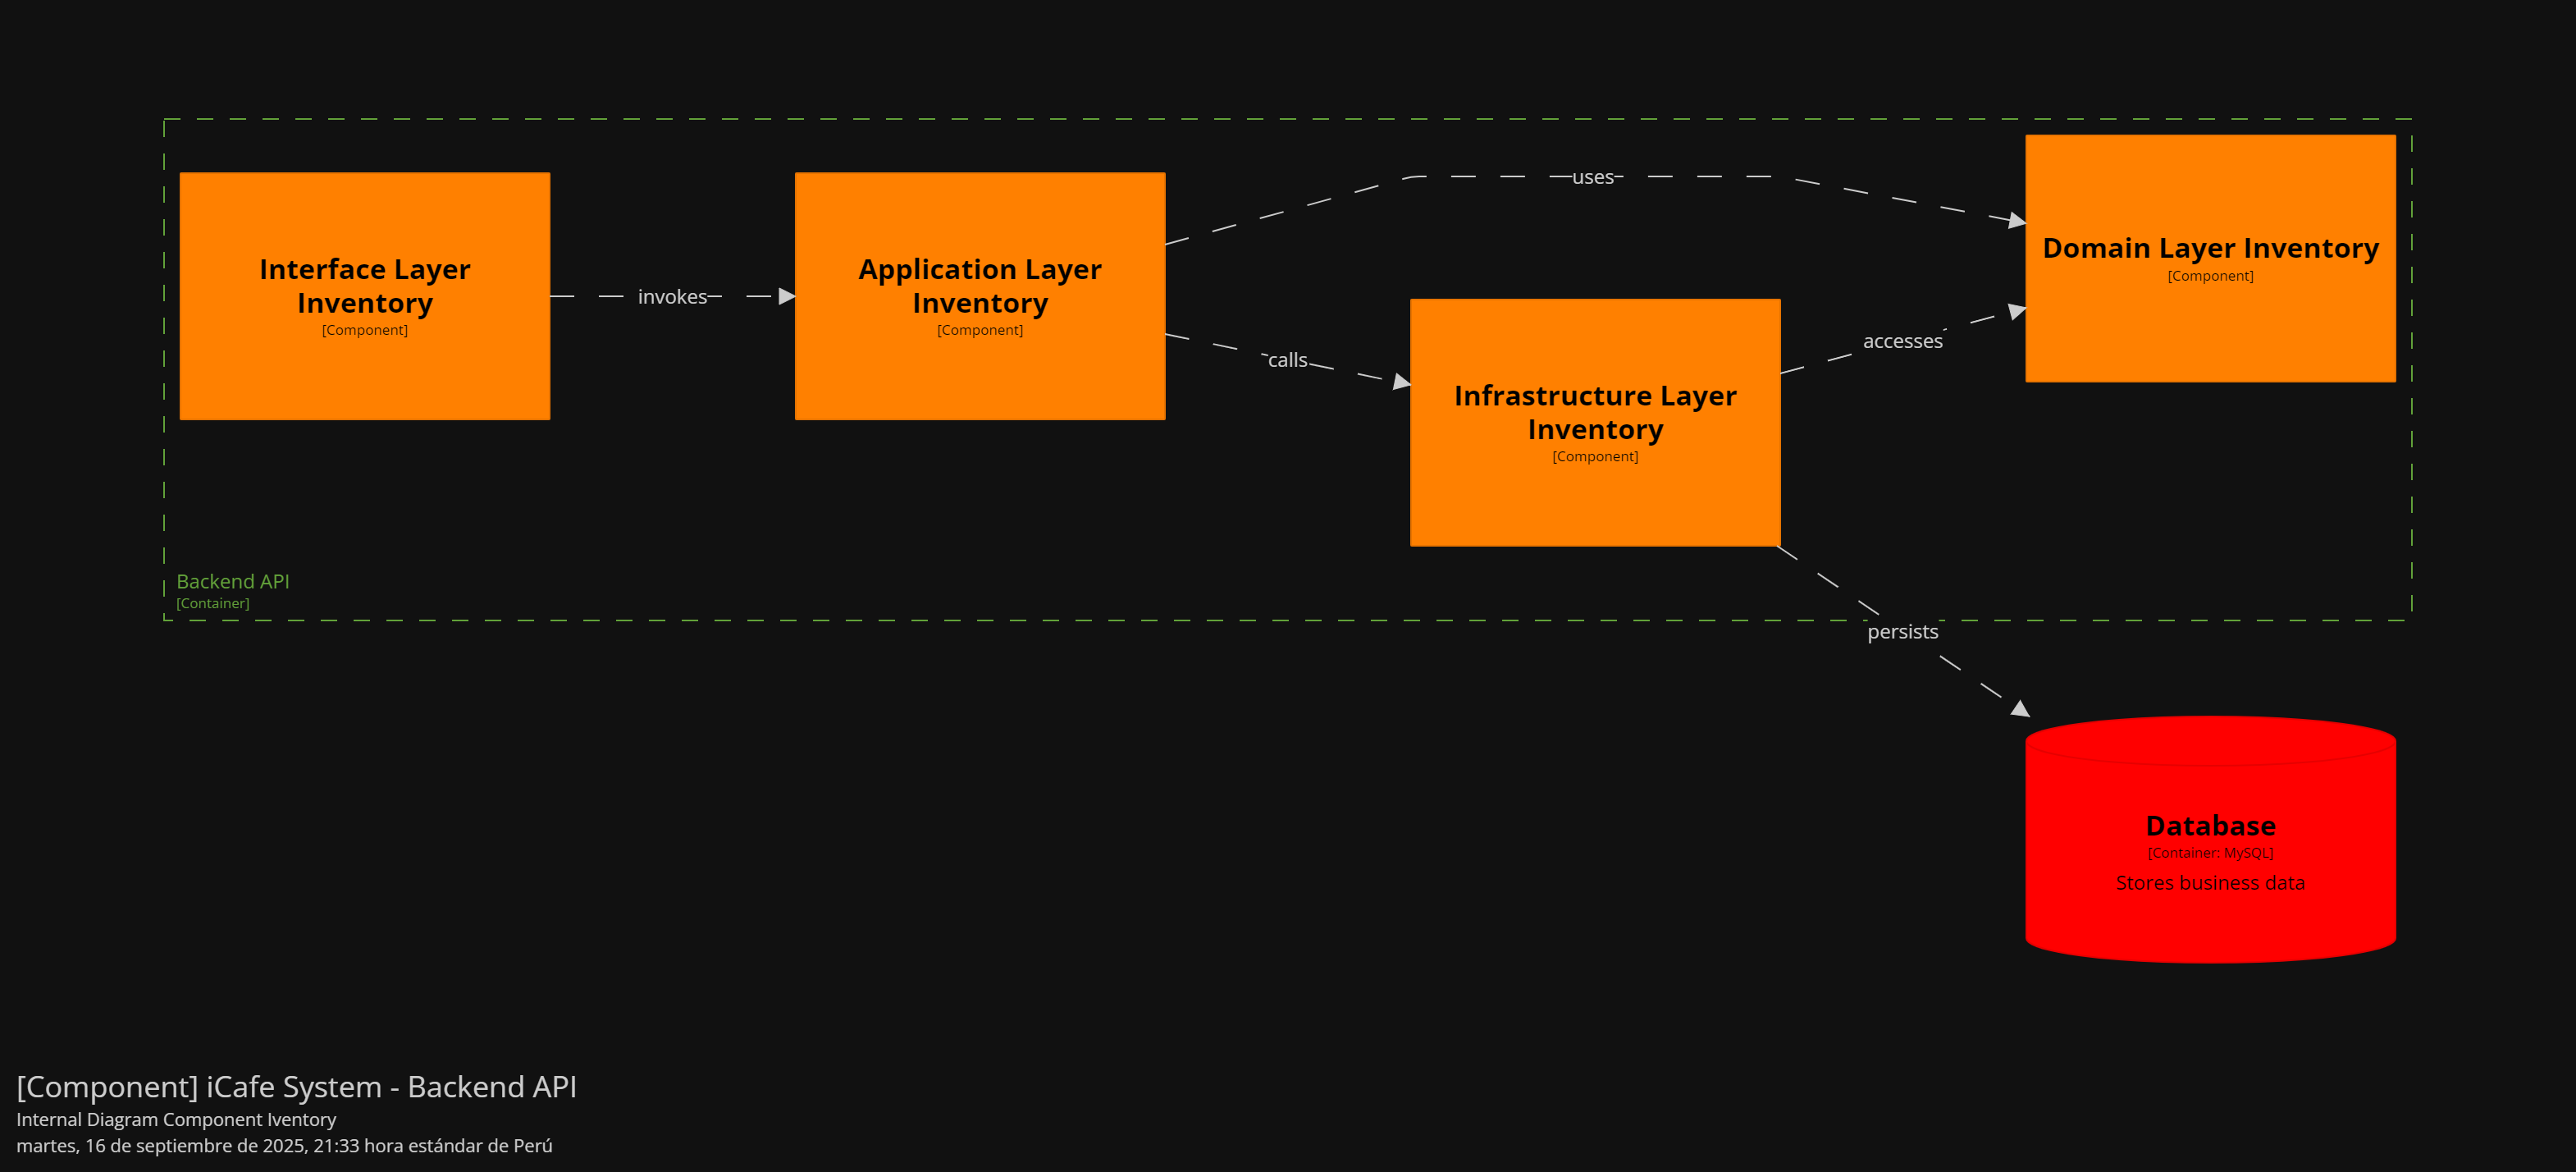 Interface Layer
Inventory
[Component]
invokes
Application Layer
Inventory
[Component]
uses
calls
Infrastructure Layer
Inventory
[Component]
accesses
Domain Layer Inventory
[Component]
Backend API
[Container]
persists
Database
[Container: MySQL]
Stores business data
[Component] iCafe System - Backend API
Internal Diagram Component Iventory
martes, 16 de septiembre de 2025, 21:33 hora estándar de Perú